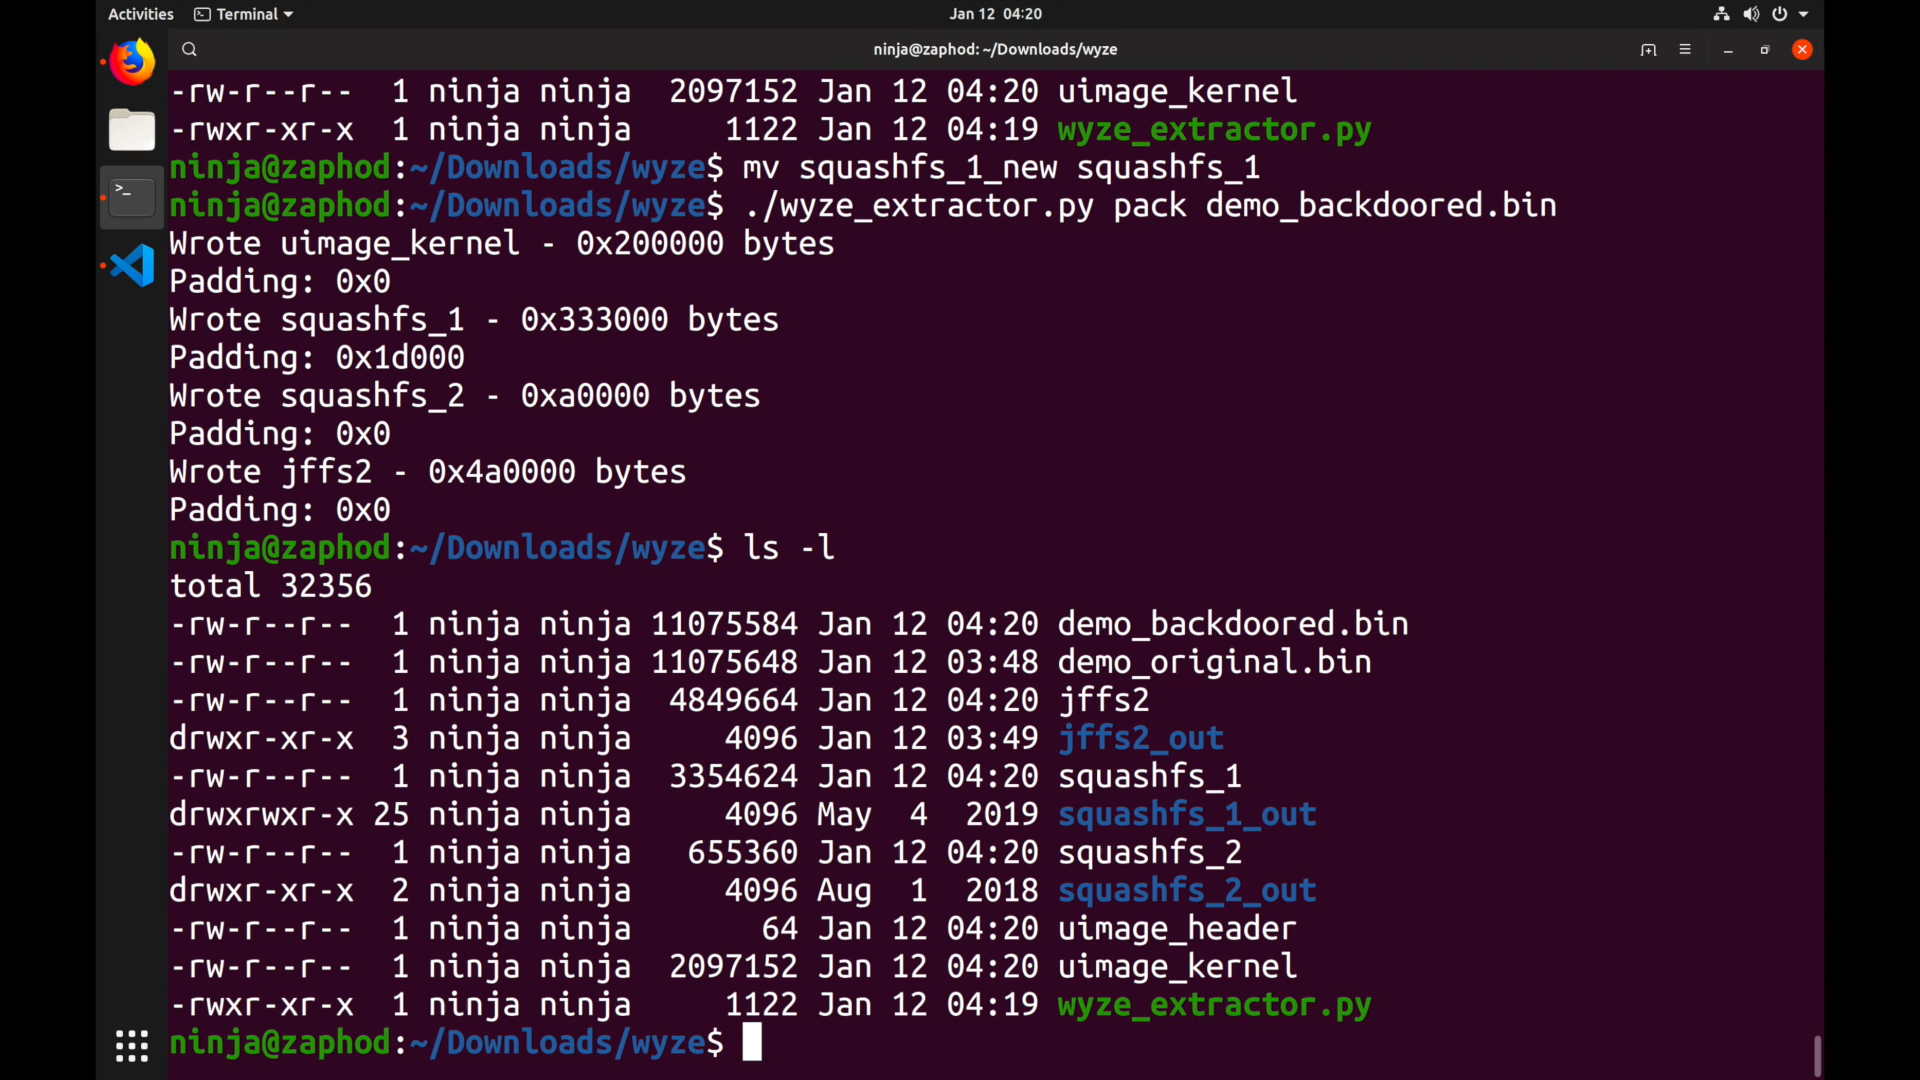 Activities Terminal Jan 12 04:20
ninja@zaphod: ~/Downloads/wyze
-rw-r--r-- 1 ninja ninja 2097152 Jan 12 04:20 uimage_kernel
-rwxr-xr-x 1 ninja ninja 1122 Jan 12 04:19 wyze_extractor.py
ninja@zaphod:~/Downloads/wyze$ mv squashfs_1_new squashfs_1
ninja@zaphod:~/Downloads/wyze$ ./wyze_extractor.py pack demo_backdoored.bin
Wrote uimage_kernel - 0x200000 bytes
Padding: 0x0
Wrote squashfs_1 - 0x333000 bytes
Padding: 0x1d000
Wrote squashfs_2 - 0xa0000 bytes
Padding: 0x0
Wrote jffs2 - 0x4a0000 bytes
Padding: 0x0
ninja@zaphod:~/Downloads/wyze$ ls -l
total 32356
-rw-r--r-- 1 ninja ninja 11075584 Jan 12 04:20 demo_backdoored.bin
-rw-r--r-- 1 ninja ninja 11075648 Jan 12 03:48 demo_original.bin
-rw-r--r-- 1 ninja ninja 4849664 Jan 12 04:20 jffs2
drwxr-xr-x 3 ninja ninja 4096 Jan 12 03:49 jffs2_out
-rw-r--r-- 1 ninja ninja 3354624 Jan 12 04:20 squashfs_1
drwxrwxr-x 25 ninja ninja 4096 May 4 2019 squashfs_1_out
-rw-r--r-- 1 ninja ninja 655360 Jan 12 04:20 squashfs_2
drwxr-xr-x 2 ninja ninja 4096 Aug 1 2018 squashfs_2_out
-rw-r--r-- 1 ninja ninja 64 Jan 12 04:20 uimage_header
-rw-r--r-- 1 ninja ninja 2097152 Jan 12 04:20 uimage_kernel
-rwxr-xr-x 1 ninja ninja 1122 Jan 12 04:19 wyze_extractor.py
ninja@zaphod:~/Downloads/wyze$